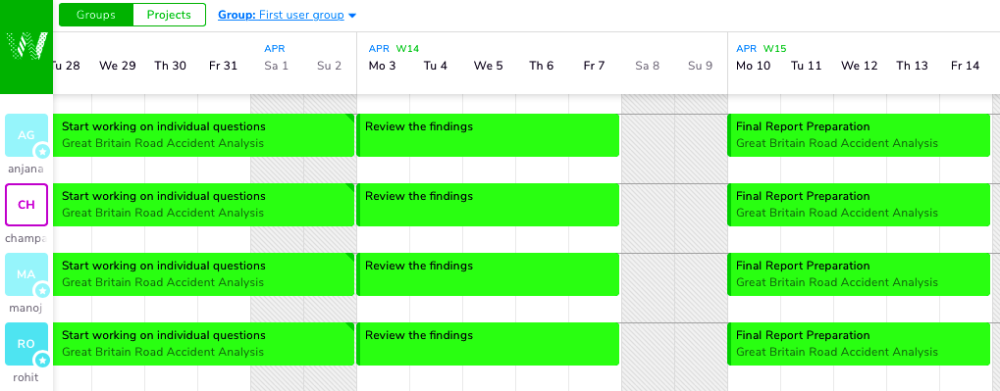 Groups Projects Group: First user group
APR APR W14 APR W15
Tu 28 We 29 Th 30 Fr 31 Sa 1 Su 2 Mo 3 Tu 4 We 5 Th 6 Fr 7 Sa 8 Su 9 Mo 10 Tu 11 We 12 Th 13 Fr 14
AG
anjana
Start working on individual questions
Great Britain Road Accident Analysis
Review the findings
Final Report Preparation
Great Britain Road Accident Analysis
CH
champa
Start working on individual questions
Great Britain Road Accident Analysis
Review the findings
Final Report Preparation
Great Britain Road Accident Analysis
MA
manoj
Start working on individual questions
Great Britain Road Accident Analysis
Review the findings
Final Report Preparation
Great Britain Road Accident Analysis
RO
rohit
Start working on individual questions
Great Britain Road Accident Analysis
Review the findings
Final Report Preparation
Great Britain Road Accident Analysis